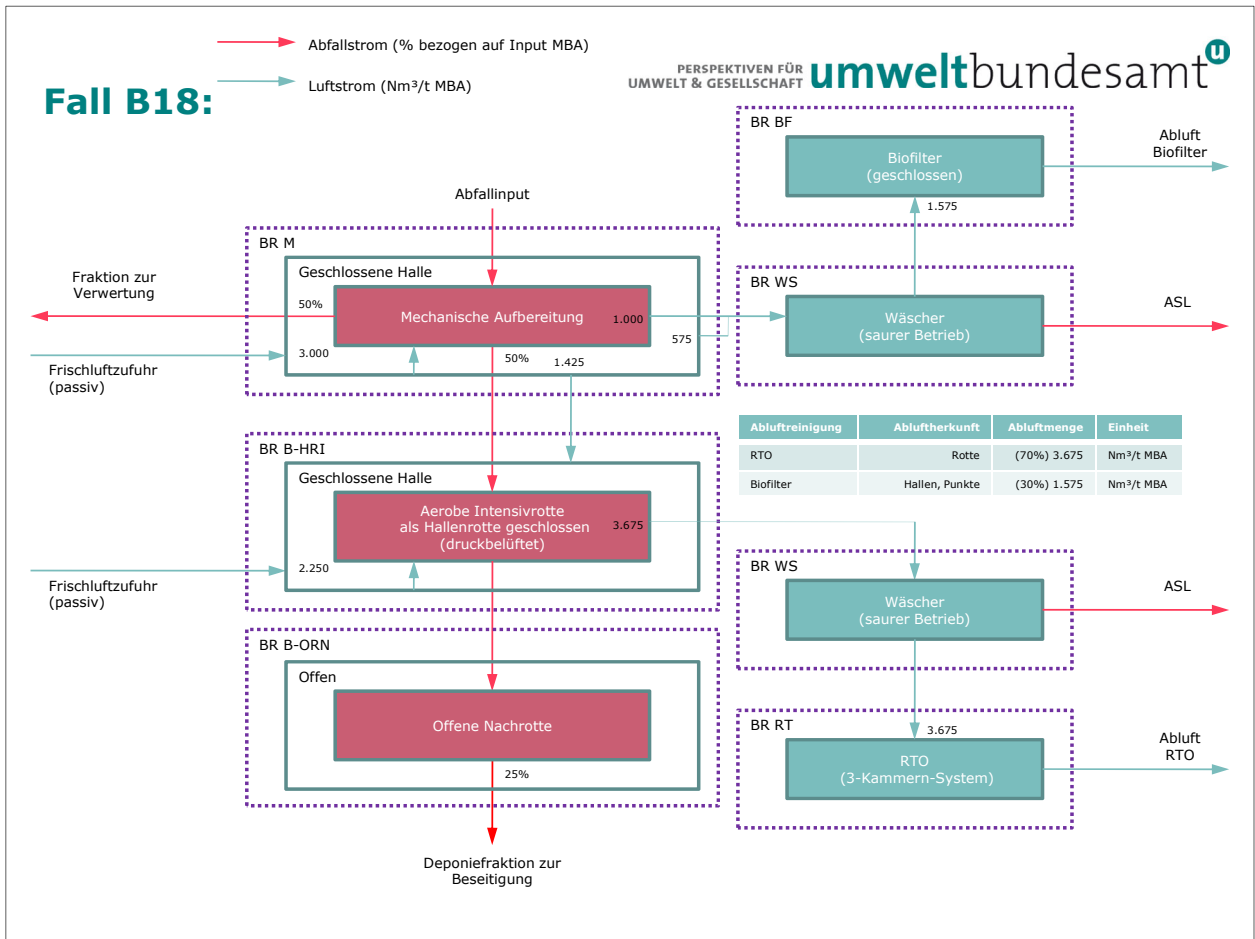 Abfallstrom (% bezogen auf Input MBA)
Luftstrom (Nm³/t MBA)
Fall B18:
PERSPEKTIVEN FÜR
UMWELT & GESELLSCHAFT
umweltbundesamt
u
BR BF
Biofilter
(geschlossen)
Abluft
Biofilter
1.575
Abfallinput
BR M
Geschlossene Halle
Fraktion zur
Verwertung
50%
Mechanische Aufbereitung
1.000
575
3.000
50%
1.425
Frischluftzufuhr
(passiv)
BR WS
Wäscher
(saurer Betrieb)
ASL
Abluftreinigung Abluftherkunft Abluftmenge Einheit
RTO Rotte (70%) 3.675 Nm³/t MBA
Biofilter Hallen, Punkte (30%) 1.575 Nm³/t MBA
BR B-HRI
Geschlossene Halle
Aerobe Intensivrotte
als Hallenrotte geschlossen
(druckbelüftet)
3.675
2.250
Frischluftzufuhr
(passiv)
BR WS
Wäscher
(saurer Betrieb)
ASL
BR B-ORN
Offen
Offene Nachrotte
25%
Deponiefraktion zur
Beseitigung
BR RT
3.675
RTO
(3-Kammern-System)
Abluft
RTO